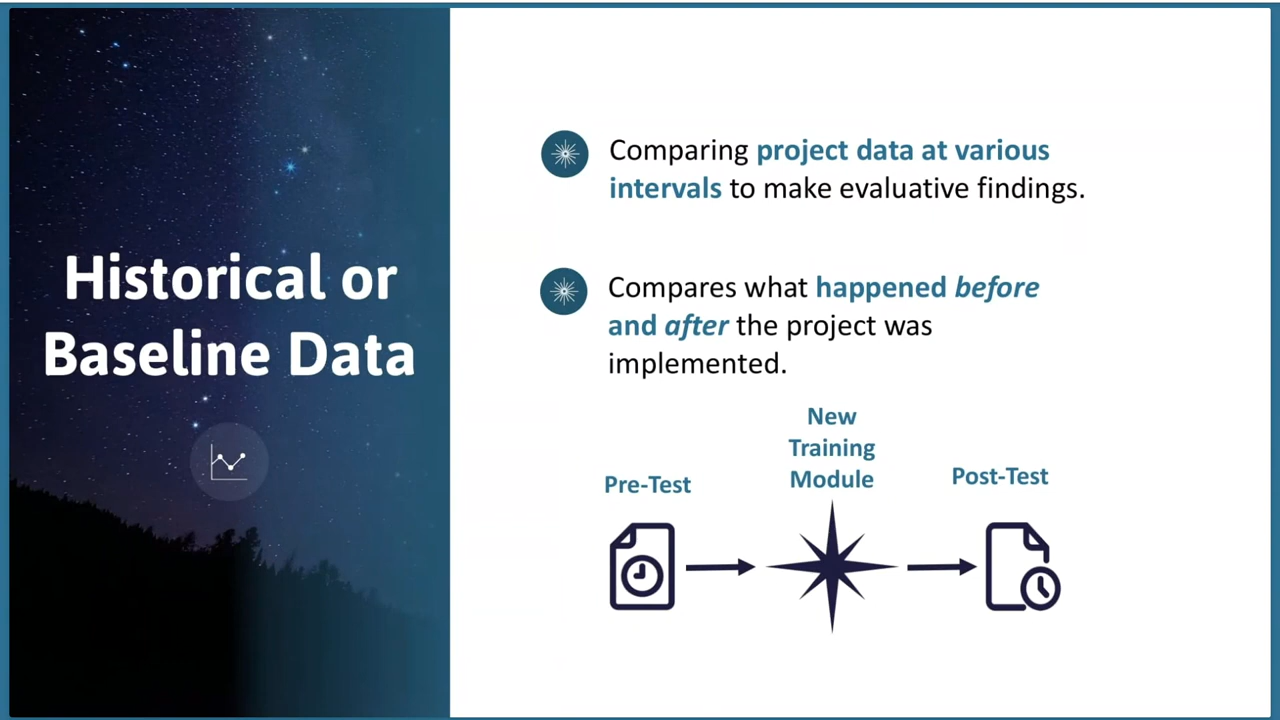 Historical or
Baseline Data
Comparing project data at various
intervals to make evaluative findings.
Compares what happened before
and after the project was
implemented.
New
Training
Module
Pre-Test
Post-Test